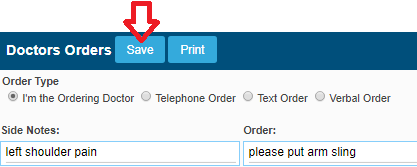 Doctors Orders Save Print
Order Type
I'm the Ordering Doctor Telephone Order Text Order Verbal Order
Side Notes: Order:
left shoulder pain please put arm sling